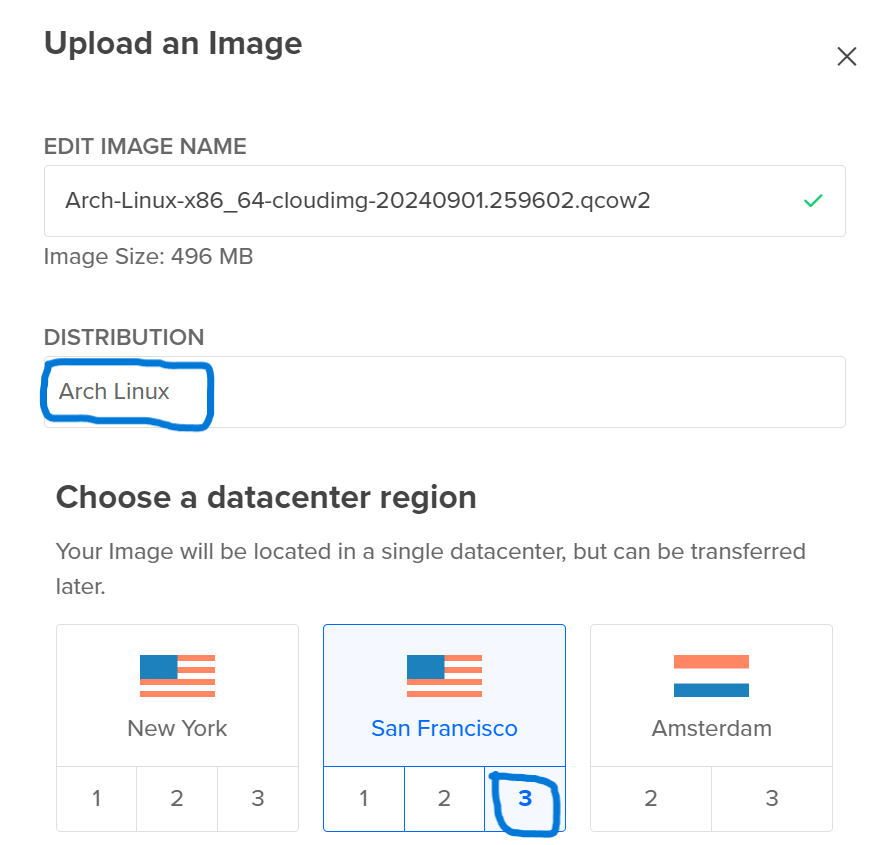 Upload an Image
EDIT IMAGE NAME
Arch-Linux-x86_64-cloudimg-20240901.259602.qcow2
Image Size: 496 MB
DISTRIBUTION
Arch Linux
Choose a datacenter region
Your Image will be located in a single datacenter, but can be transferred
later.
New York
San Francisco
Amsterdam
1 2 3
1 2 3
2 3